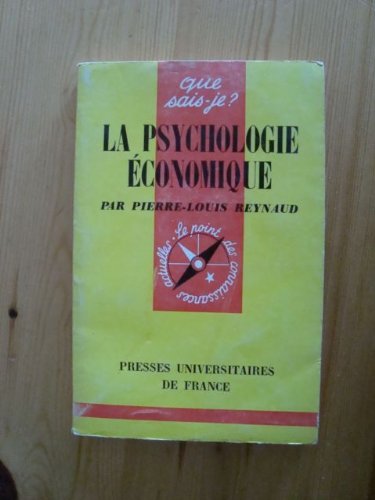 que
sais-je?
LA PSYCHOLOGIE
ÉCONOMIQUE
PAR PIERRE-LOUIS REYNAUD
Le point des connaissances actuelles.
PRESSES UNIVERSITAIRES
DE FRANCE